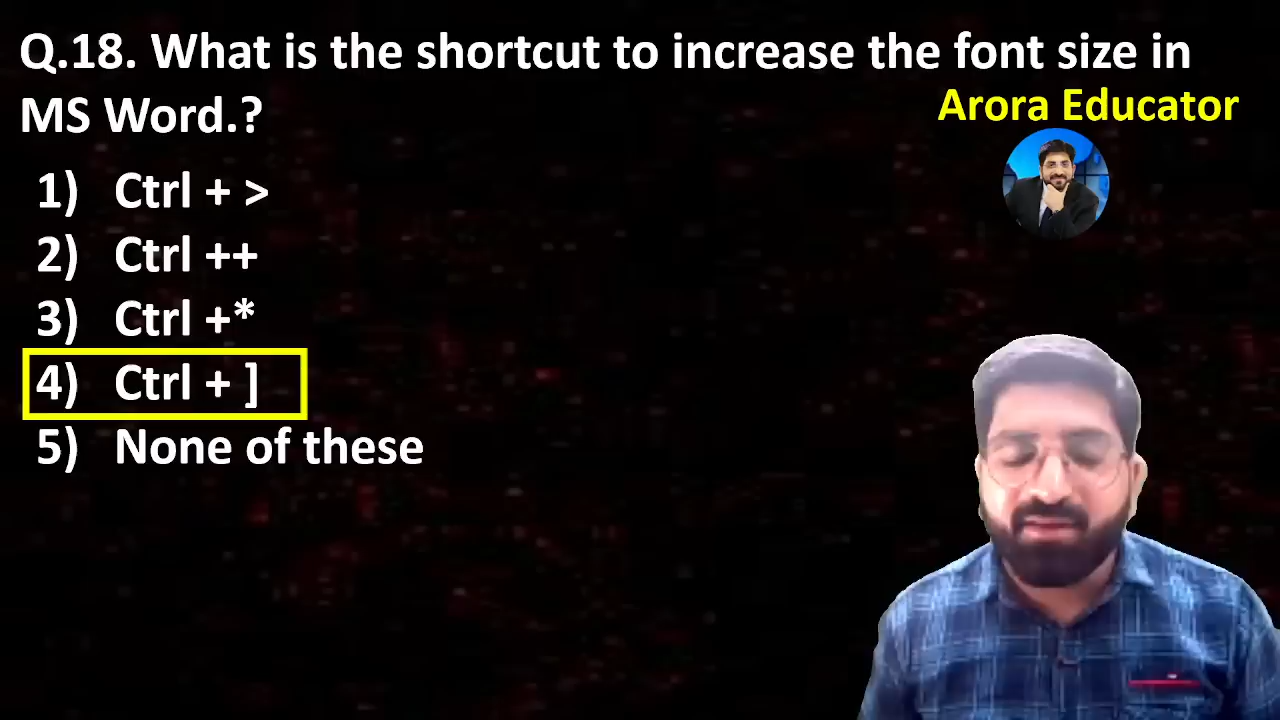 Q.18. What is the shortcut to increase the font size in
MS Word.?
Arora Educator
1) Ctrl + >
2) Ctrl ++
3) Ctrl +*
4) Ctrl + ]
5) None of these